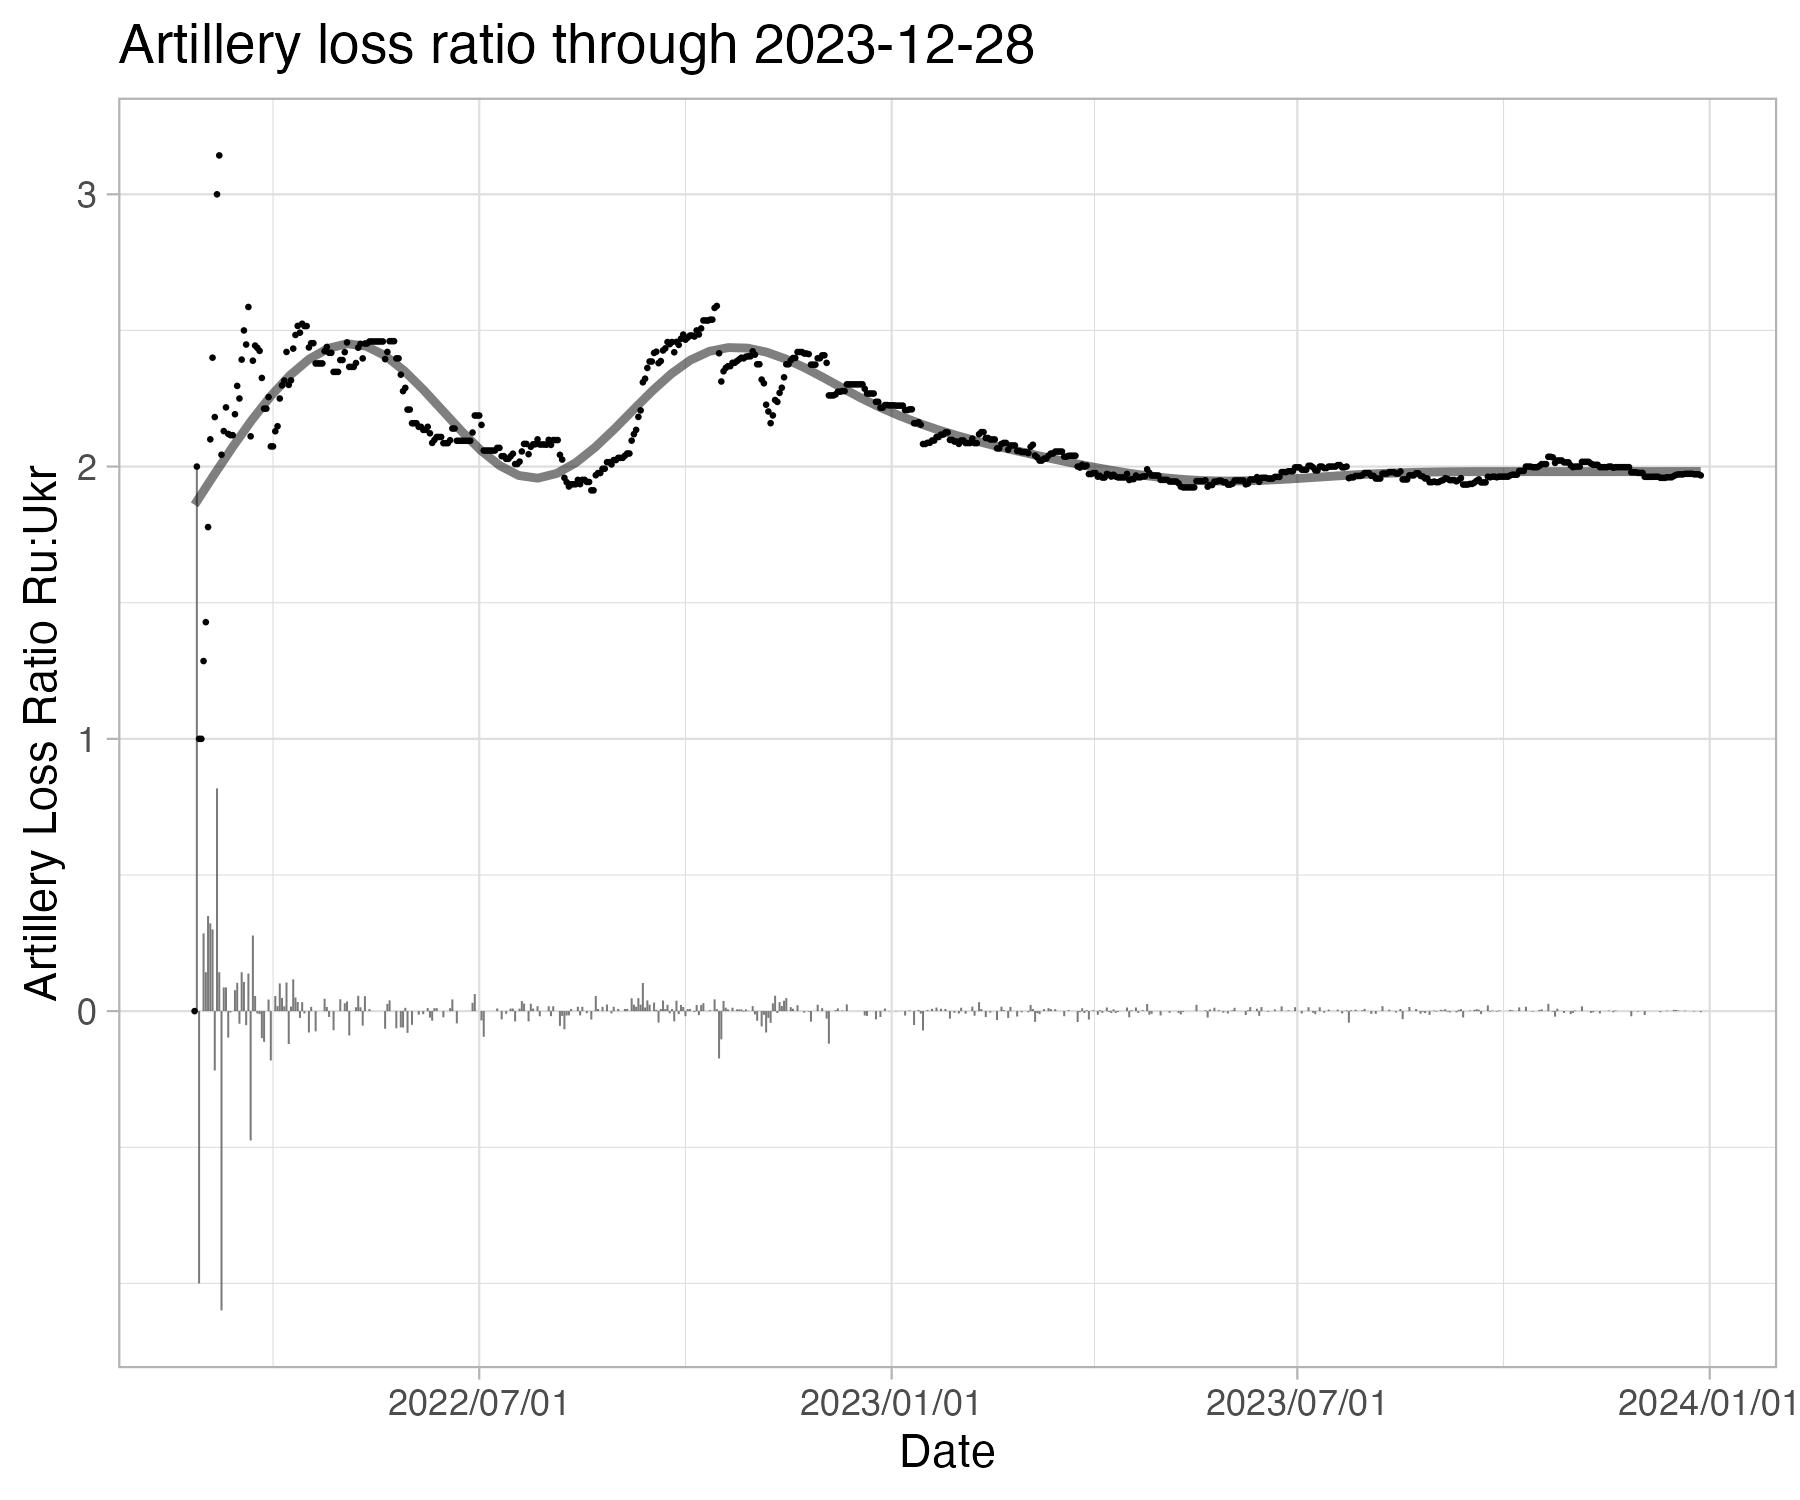 Artillery loss ratio through 2023-12-28
Artillery Loss Ratio Ru:Ukr
3
2
1
0
2022/07/01
2023/01/01
2023/07/01
2024/01/01
Date